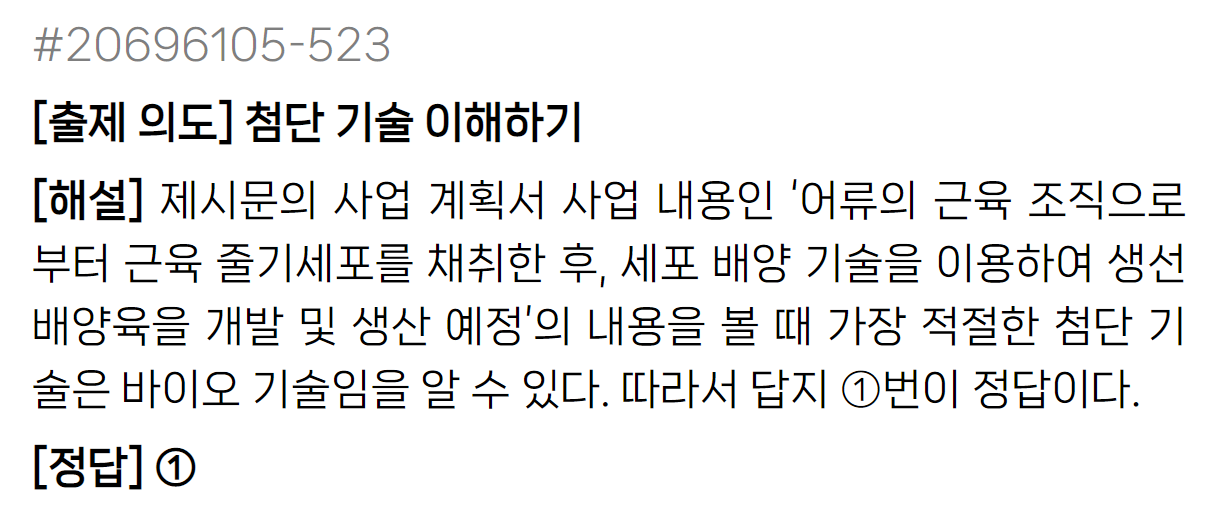 #20696105-523
[출제 의도] 첨단 기술 이해하기
[해설] 제시문의 사업 계획서 사업 내용인 '어류의 근육 조직으로
부터 근육 줄기세포를 채취한 후, 세포 배양 기술을 이용하여 생선
배양육을 개발 및 생산 예정'의 내용을 볼 때 가장 적절한 첨단 기
술은 바이오 기술임을 알 수 있다. 따라서 답지 ①번이 정답이다.
[정답] ①